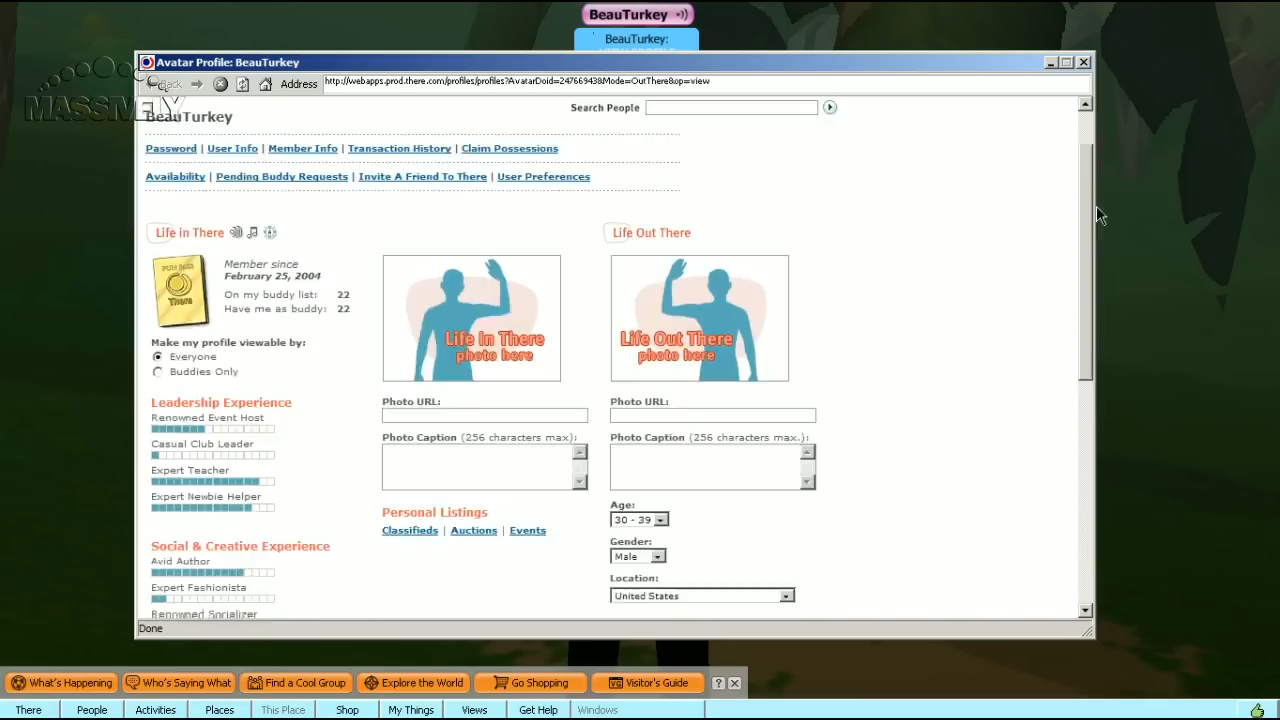 BeauTurkey
BeauTurkey:
Avatar Profile: BeauTurkey
Back
Address
http://webapps.prod.there.com/profiles/profiles?AvatarDoid=24766943&Mode=OutThere&op=view
MASSIVELY
Search People
BeauTurkey
Password | User Info | Member Info | Transaction History | Claim Possessions
Availability | Pending Buddy Requests | Invite A Friend To There | User Preferences
Life in There
Life Out There
There
Member since
February 25, 2004
On my buddy list: 22
Have me as buddy: 22
Life In There
photo here
Life Out There
photo here
Make my profile viewable by:
Everyone
Buddies Only
Photo URL:
Photo URL:
Leadership Experience
Renowned Event Host
Casual Club Leader
Expert Teacher
Expert Newbie Helper
Photo Caption (256 characters max):
Photo Caption (256 characters max.):
Personal Listings
Classifieds | Auctions | Events
Age:
30 - 39
Gender:
Male
Location:
United States
Social & Creative Experience
Avid Author
Expert Fashionista
Renowned Socializer
Done
What's Happening
Who's Saying What
Find a Cool Group
Explore the World
Go Shopping
Visitor's Guide
?
There
People
Activities
Places
This Place
Shop
My Things
Views
Get Help
Windows